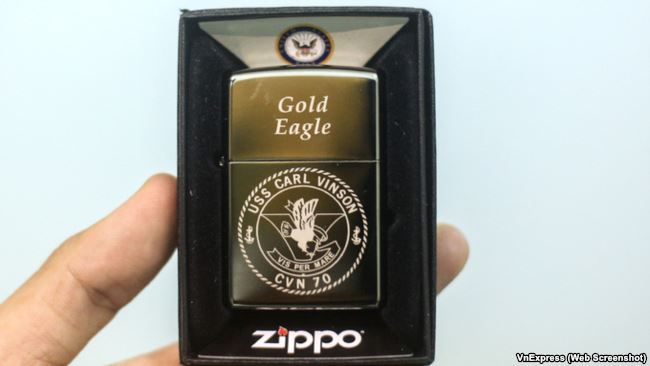 Gold
Eagle
USS CARL VINSON
VIS PER MARE
CVN 70
zippo
VnExpress (Web Screenshot)